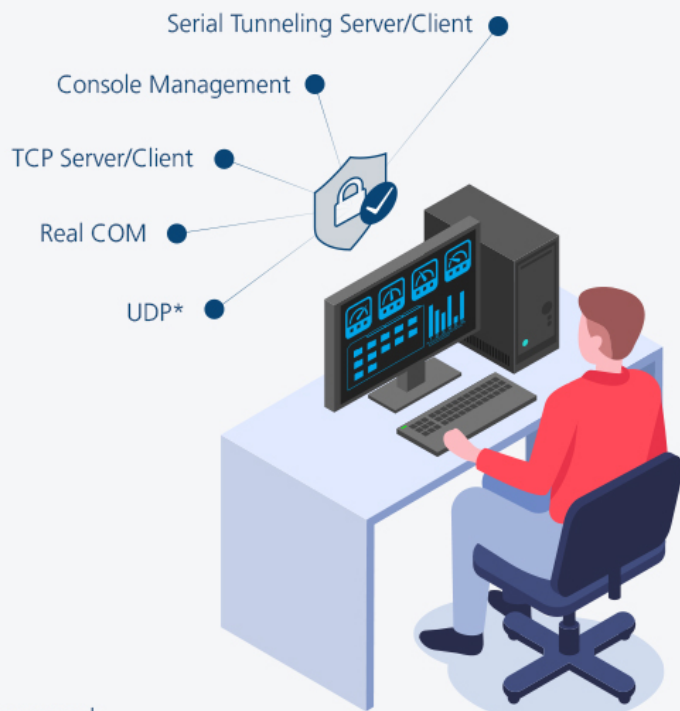 Serial Tunneling Server/Client
Console Management
TCP Server/Client
Real COM
UDP*